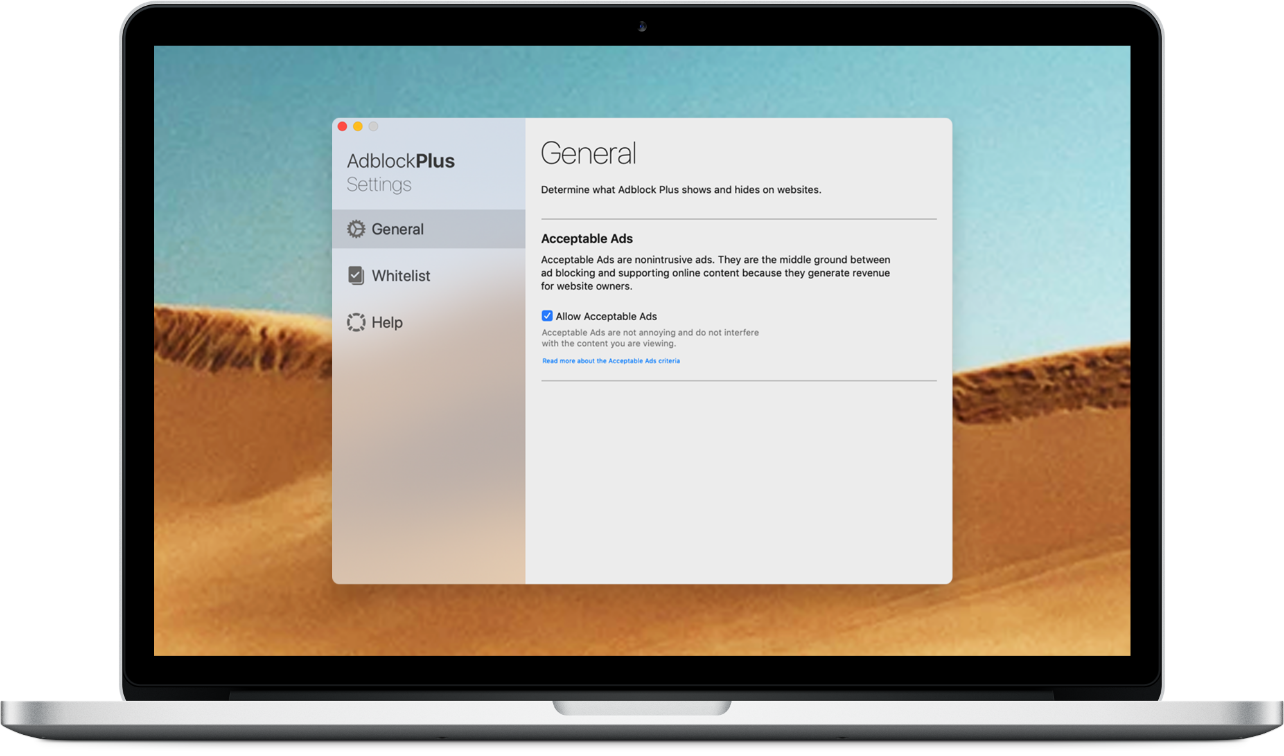 AdblockPlus
Settings
General
Whitelist
Help
General
Determine what Adblock Plus shows and hides on websites.
Acceptable Ads
Acceptable Ads are nonintrusive ads. They are the middle ground between
ad blocking and supporting online content because they generate revenue
for website owners.
Allow Acceptable Ads
Acceptable Ads are not annoying and do not interfere
with the content you are viewing.
Read more about the Acceptable Ads criteria